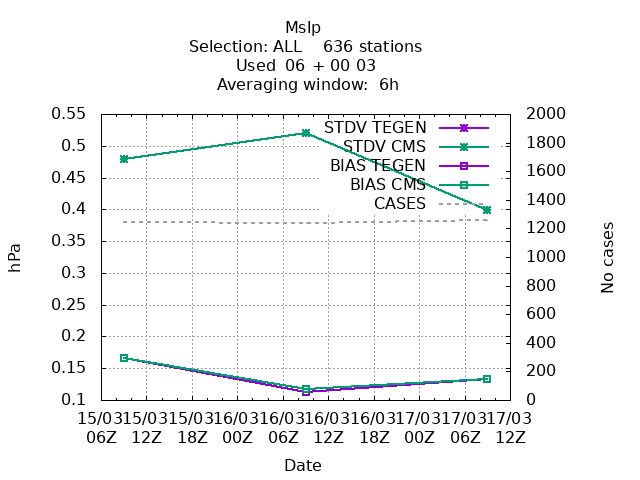 Mslp
Selection: ALL    636 stations
Used  06 + 00 03
Averaging window:  6h
0.55
0.5
0.45
0.4
0.35
0.3
0.25
0.2
0.15
0.1
hPa
2000
1800
1600
1400
1200
1000
800
600
400
200
0
No cases
STDV TEGEN
STDV CMS
BIAS TEGEN
BIAS CMS
CASES
15/03 15/03 15/03 16/03 16/03 16/03 16/03 17/03 17/03 17/03
06Z 12Z 18Z 00Z 06Z 12Z 18Z 00Z 06Z 12Z
Date